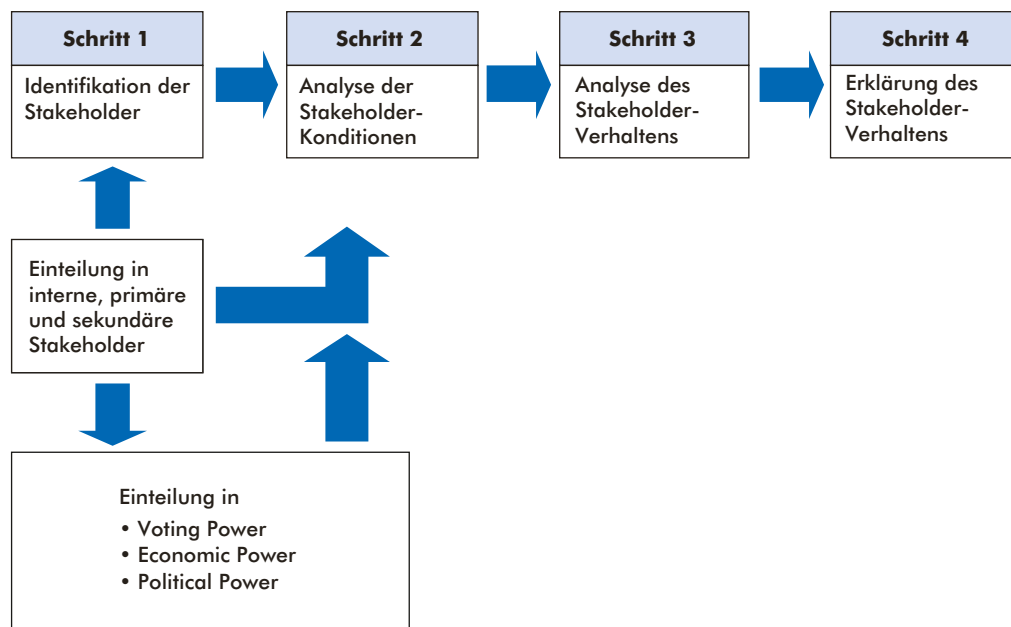 Schritt 1
Identifikation der
Stakeholder
Schritt 2
Analyse der
Stakeholder-
Konditionen
Schritt 3
Analyse des
Stakeholder-
Verhaltens
Schritt 4
Erklärung des
Stakeholder-
Verhaltens
Einteilung in
interne, primäre
und sekundäre
Stakeholder
Einteilung in
• Voting Power
• Economic Power
• Political Power